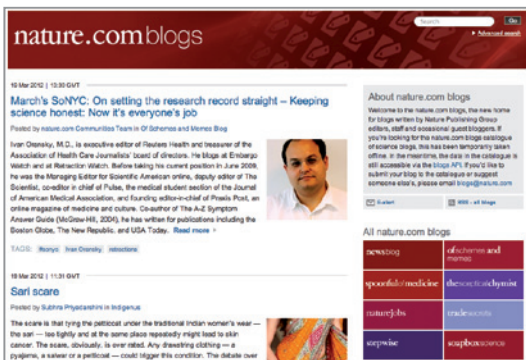 nature.com blogs
Search
Go
Advanced search
16 Mar 2012 | 13:30 GMT
March's SoNYC: On setting the research record straight – Keeping
science honest: Now it's everyone's job
Posted by nature.com Communities Team in Of Schemes and Memes Blog
Ivan Oransky, M.D., is executive editor of Reuters Health and treasurer of the
Association of Health Care Journalists' board of directors. He blogs at Embargo
Watch and at Retraction Watch. Before taking his current position in June 2009,
he was the Managing Editor for Scientific American online, deputy editor of The
Scientist, co-editor in chief of Pulse, the medical student section of the Journal
of American Medical Association, and founding editor-in-chief of Praxis Post, an
online magazine of medicine and culture. Co-author of The A-Z Symptom
Answer Guide (McGraw-Hill, 2004), he has written for publications including the
Boston Globe, The New Republic, and USA Today. Read more
TAGS: Ivan Oransky retractions
11:31 GMT
Sari scare
Posted by Subhra Priyadarshini in Indigenus
The scare is that tying the petticoat under the traditional Indian women's wear —
the sari — too tightly and at the same place repeatedly might lead to skin
cancer. The scare, obviously, is over rated. Any drawstring clothing — a
pyajama, a salwar or a petticoat — could trigger this condition. The debate over
About nature.com blogs
Welcome to the nature.com blogs, the new home
for blogs written by Nature Publishing Group
editors, staff and occasional guest bloggers. If
you're looking for the nature.com blogs catalogue
of science blogs, this has been temporarily taken
offline. In the meantime, the data in the catalogue is
still accessible via the blogs API. If you'd like to
submit your blog to the catalogue or suggest
someone else's, please email blogs@nature.com
E-alert
RSS - all blogs
All nature.com blogs
newsblog
of schemes and
memes
spoonful of medicine
the sceptical chymist
naturejobs
trade secrets
stepwise
soapbox science